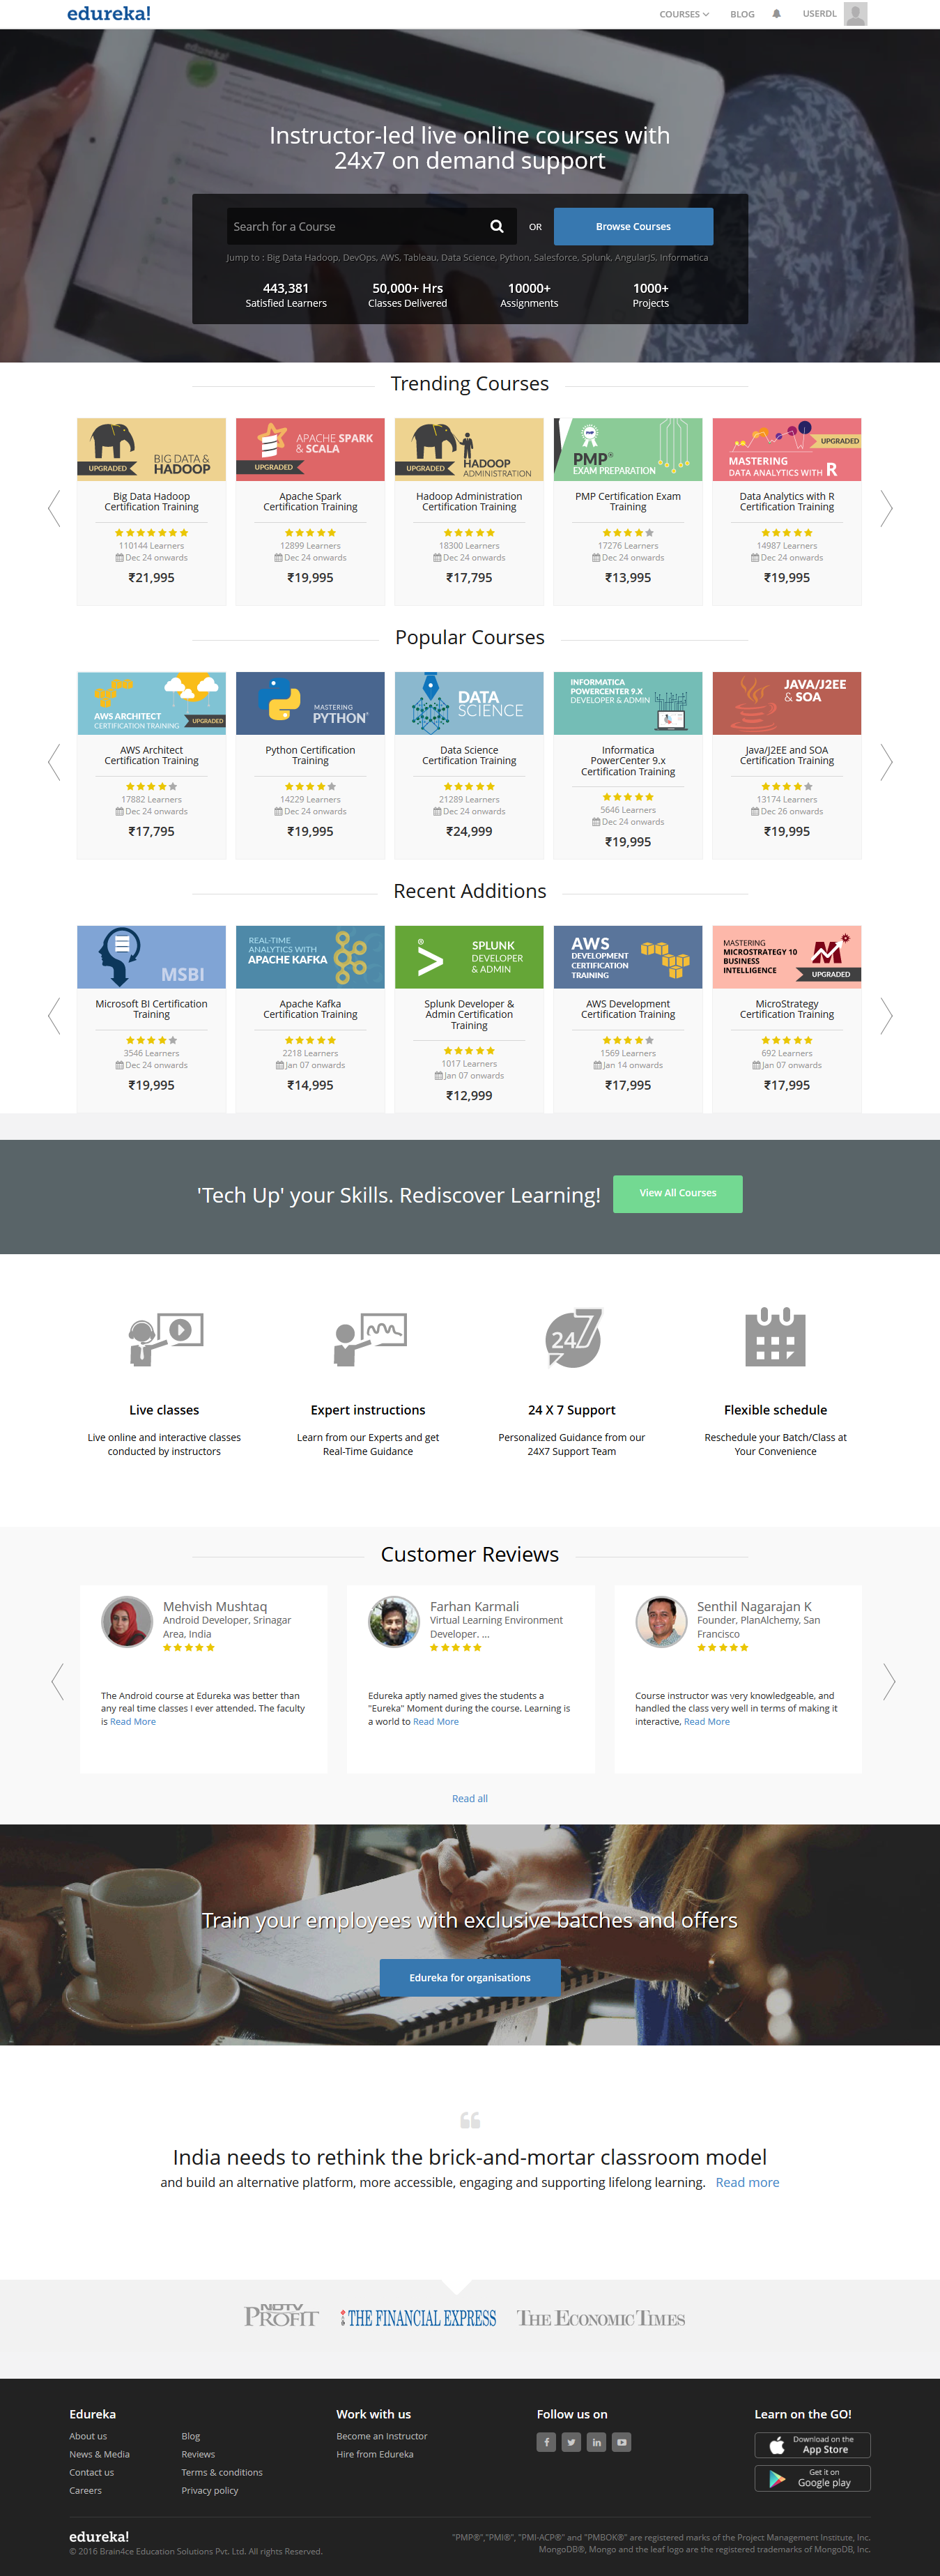 edureka!
COURSES
BLOG
USERDL
Instructor-led live online courses with
24x7 on demand support
Search for a Course
OR
Browse Courses
Jump to : Big Data Hadoop, DevOps, AWS, Tableau, Data Science, Python, Salesforce, Splunk, AngularJS, Informatica
443,381
Satisfied Learners
50,000+ Hrs
Classes Delivered
10000+
Assignments
1000+
Projects
Trending Courses
UPGRADED
BIG DATA &
HADOOP
Big Data Hadoop
Certification Training
110144 Learners
Dec 24 onwards
₹21,995
APACHE SPARK
& SCALA
UPGRADED
Apache Spark
Certification Training
12899 Learners
Dec 24 onwards
₹19,995
UPGRADED
HADOOP
ADMINISTRATION
Hadoop Administration
Certification Training
18300 Learners
Dec 24 onwards
₹17,795
PMP
PMP®
EXAM PREPARATION
PMP Certification Exam
Training
17276 Learners
Dec 24 onwards
₹13,995
UPGRADED
MASTERING
DATA ANALYTICS WITH R
Data Analytics with R
Certification Training
14987 Learners
Dec 24 onwards
₹19,995
Popular Courses
AWS ARCHITECT
CERTIFICATION TRAINING
UPGRADED
AWS Architect
Certification Training
17882 Learners
Dec 24 onwards
₹17,795
MASTERING
PYTHON®
Python Certification
Training
14229 Learners
Dec 24 onwards
₹19,995
DATA
SCIENCE
Data Science
Certification Training
21289 Learners
Dec 24 onwards
₹24,999
INFORMATICA
POWERCENTER 9.X
DEVELOPER & ADMIN
Informatica
PowerCenter 9.x
Certification Training
5646 Learners
Dec 24 onwards
₹19,995
JAVA/J2EE
& SOA
Java/J2EE and SOA
Certification Training
13174 Learners
Dec 26 onwards
₹19,995
Recent Additions
MSBI
Microsoft BI Certification
Training
3546 Learners
Dec 24 onwards
₹19,995
REAL-TIME
ANALYTICS WITH
APACHE KAFKA
Apache Kafka
Certification Training
2218 Learners
Jan 07 onwards
₹14,995
SPLUNK
DEVELOPER
& ADMIN
Splunk Developer &
Admin Certification
Training
1017 Learners
Jan 07 onwards
₹12,999
AWS
DEVELOPMENT
CERTIFICATION
TRAINING
AWS Development
Certification Training
1569 Learners
Jan 14 onwards
₹17,995
MASTERING
MICROSTRATEGY 10
BUSINESS
INTELLIGENCE
UPGRADED
MicroStrategy
Certification Training
692 Learners
Jan 07 onwards
₹17,995
'Tech Up' your Skills. Rediscover Learning!
View All Courses
24 7
Live classes
Live online and interactive classes
conducted by instructors
Expert instructions
Learn from our Experts and get
Real-Time Guidance
24 X 7 Support
Personalized Guidance from our
24X7 Support Team
Flexible schedule
Reschedule your Batch/Class at
Your Convenience
Customer Reviews
Mehvish Mushtaq
Android Developer, Srinagar
Area, India
The Android course at Edureka was better than
any real time classes I ever attended. The faculty
is Read More
Farhan Karmali
Virtual Learning Environment
Developer. ...
Edureka aptly named gives the students a
"Eureka" Moment during the course. Learning is
a world to Read More
Senthil Nagarajan K
Founder, PlanAlchemy, San
Francisco
Course instructor was very knowledgeable, and
handled the class very well in terms of making it
interactive, Read More
Read all
Train your employees with exclusive batches and offers
Edureka for organisations
India needs to rethink the brick-and-mortar classroom model
and build an alternative platform, more accessible, engaging and supporting lifelong learning. Read more
NDTV
PROFIT
THE FINANCIAL EXPRESS
THE ECONOMIC TIMES
Edureka
About us
News & Media
Contact us
Careers
Blog
Reviews
Terms & conditions
Privacy policy
Work with us
Become an Instructor
Hire from Edureka
Follow us on
Learn on the GO!
Download on the
App Store
Get it on
Google play
edureka!
© 2016 Brain4ce Education Solutions Pvt. Ltd. All rights Reserved.
"PMP®","PMI®", "PMI-ACP®" and "PMBOK®" are registered marks of the Project Management Institute, Inc.
MongoDB®, Mongo and the leaf logo are the registered trademarks of MongoDB, Inc.